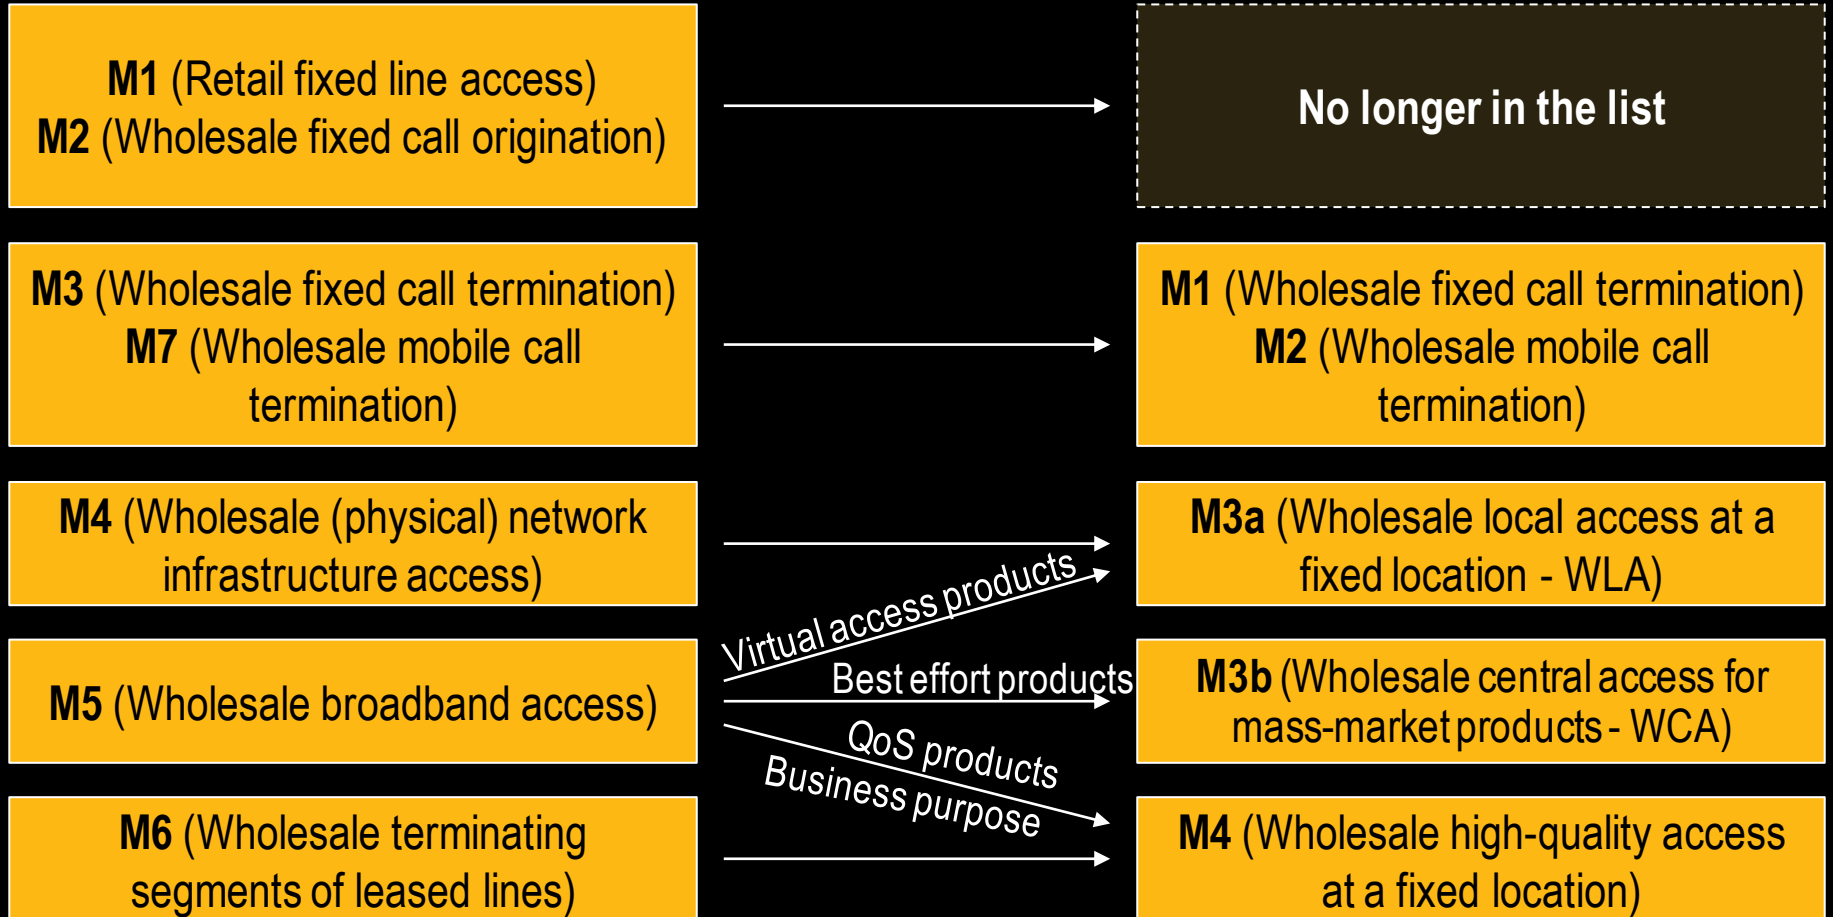 M1 (Retail fixed line access)
M2 (Wholesale fixed call origination)
No longer in the list
M3 (Wholesale fixed call termination)
M7 (Wholesale mobile call
termination)
M1 (Wholesale fixed call termination)
M2 (Wholesale mobile call
termination)
M4 (Wholesale (physical) network
infrastructure access)
M3a (Wholesale local access at a
fixed location - WLA)
Virtual access products
M5 (Wholesale broadband access)
Best effort products
M3b (Wholesale central access for
mass-market products - WCA)
QoS products
Business purpose
M6 (Wholesale terminating
segments of leased lines)
M4 (Wholesale high-quality access
at a fixed location)